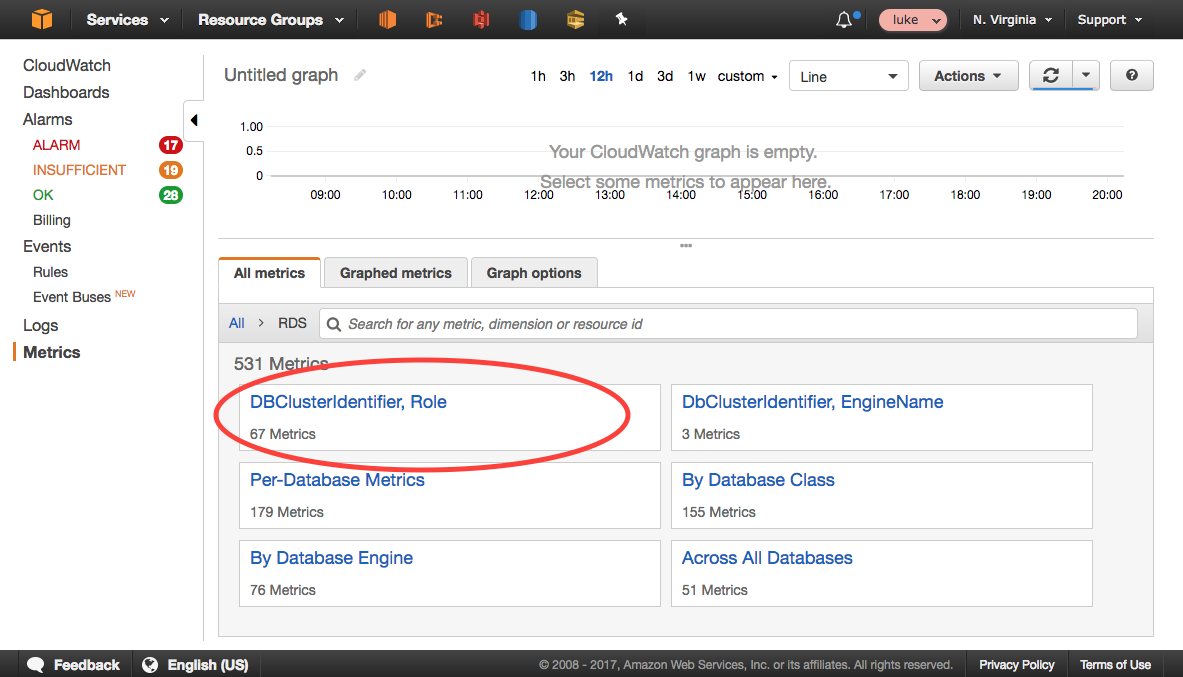 Services Resource Groups luke N. Virginia Support
CloudWatch
Dashboards
Alarms
ALARM 17
INSUFFICIENT 19
OK 28
Billing
Events
Rules
Event Buses NEW
Logs
Metrics
Untitled graph 1h 3h 12h 1d 3d 1w custom Line Actions ?
1.00
0.5
0
Your CloudWatch graph is empty.
Select some metrics to appear here.
09:00 10:00 11:00 12:00 13:00 14:00 15:00 16:00 17:00 18:00 19:00 20:00
All metrics Graphed metrics Graph options
All > RDS Search for any metric, dimension or resource id
531 Metrics
DBClusterIdentifier, Role
67 Metrics
DbClusterIdentifier, EngineName
3 Metrics
Per-Database Metrics
179 Metrics
By Database Class
155 Metrics
By Database Engine
76 Metrics
Across All Databases
51 Metrics
Feedback English (US) © 2008 - 2017, Amazon Web Services, Inc. or its affiliates. All rights reserved. Privacy Policy Terms of Use